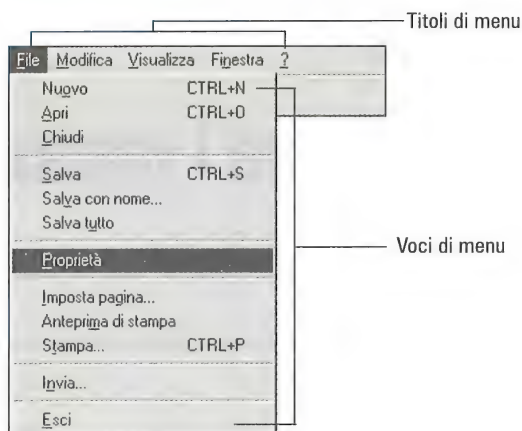 Titoli di menu
File Modifica Visualizza Finestra ?
Nuovo CTRL+N
Apri CTRL+O
Chiudi
Salva CTRL+S
Salva con nome...
Salva tutto
Proprietà
Imposta pagina...
Anteprima di stampa
Stampa... CTRL+P
Invia...
Esci
Voci di menu